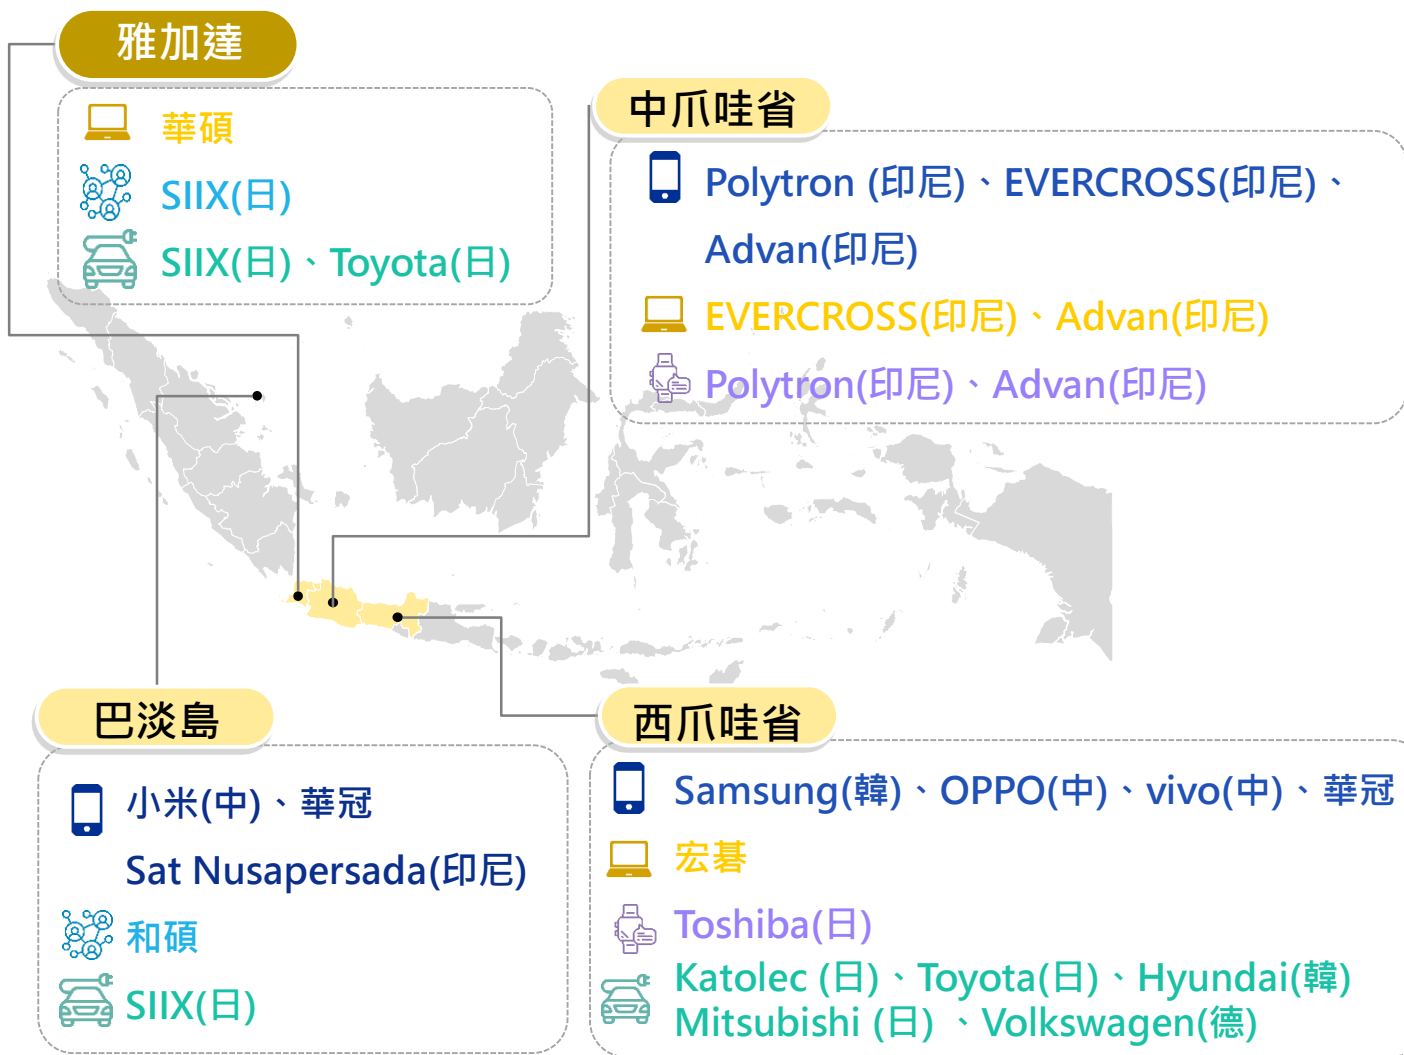 雅加達
華碩
SIIX(日)
SIIX(日)、Toyota(日)
中爪哇省
Polytron (印尼)、EVERCROSS(印尼)、
Advan(印尼)
EVERCROSS(印尼)、Advan(印尼)
Polytron(印尼)、Advan(印尼)
巴淡島
小米(中)、華冠
Sat Nusapersada(印尼)
和碩
SIIX(日)
西爪哇省
Samsung(韓)、OPPO(中)、vivo(中)、華冠
宏碁
Toshiba(日)
Katolec (日)、Toyota(日)、Hyundai(韓)
Mitsubishi (日) 、Volkswagen(德)